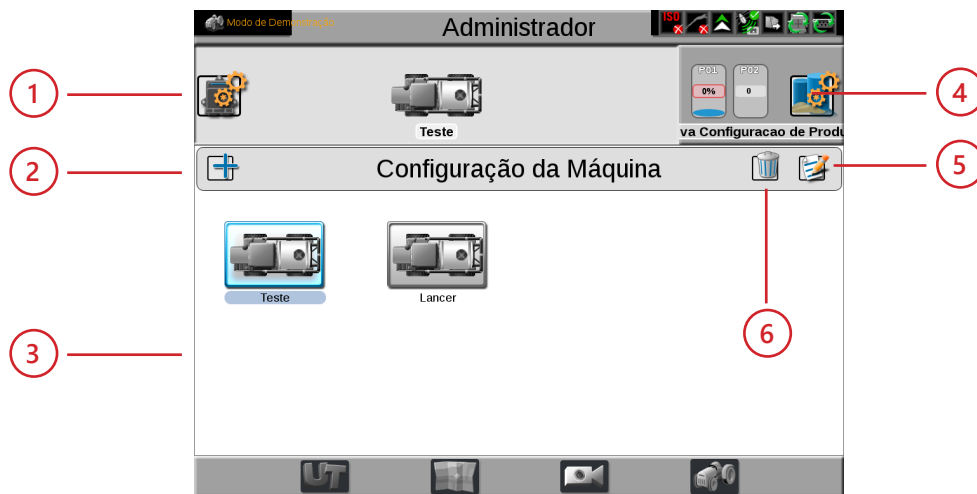 Modo de Demonstração
Administrador
ISO
1
Teste
P01
0%
P02
0
va Configuracao de Produ
4
2
Configuração da Máquina
5
Teste
Lancer
3
6
UT